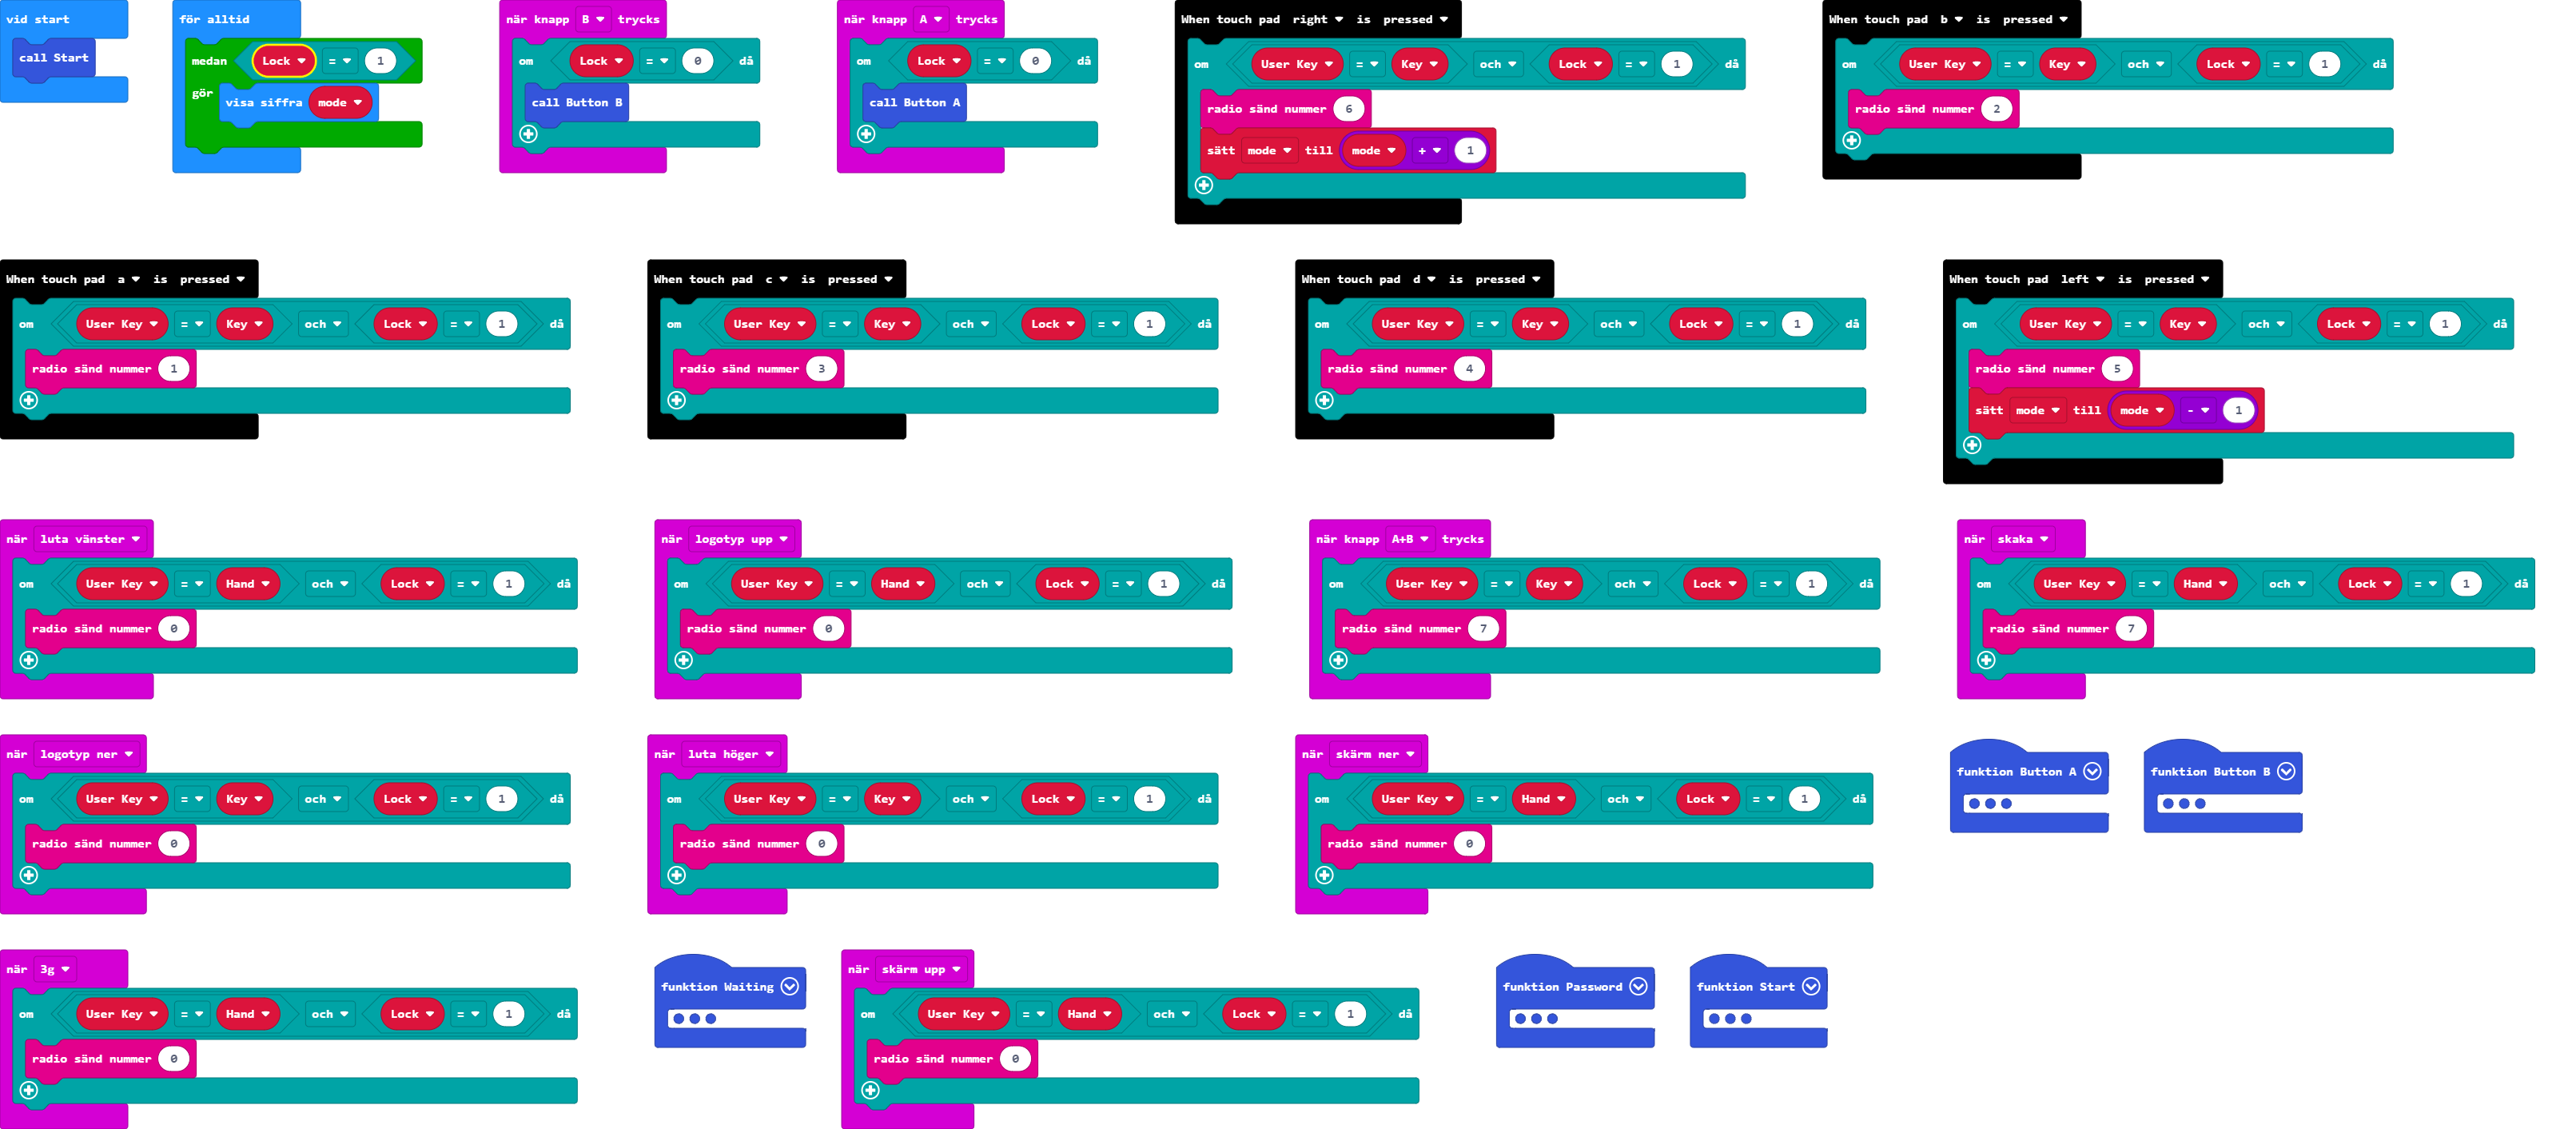 vid start
call Start
för alltid
medan Lock = 1
gör visa siffra mode
när knapp B trycks
om Lock = 0 då
call Button B
när knapp A trycks
om Lock = 0 då
call Button A
When touch pad right is pressed
om User Key = Key och Lock = 1 då
radio sänd nummer 6
sätt mode till mode + 1
When touch pad b is pressed
om User Key = Key och Lock = 1 då
radio sänd nummer 2
When touch pad a is pressed
om User Key = Key och Lock = 1 då
radio sänd nummer 1
When touch pad c is pressed
om User Key = Key och Lock = 1 då
radio sänd nummer 3
When touch pad d is pressed
om User Key = Key och Lock = 1 då
radio sänd nummer 4
When touch pad left is pressed
om User Key = Key och Lock = 1 då
radio sänd nummer 5
sätt mode till mode - 1
när luta vänster
om User Key = Hand och Lock = 1 då
radio sänd nummer 0
när logotyp upp
om User Key = Hand och Lock = 1 då
radio sänd nummer 0
när knapp A+B trycks
om User Key = Key och Lock = 1 då
radio sänd nummer 7
när skaka
om User Key = Hand och Lock = 1 då
radio sänd nummer 7
när logotyp ner
om User Key = Key och Lock = 1 då
radio sänd nummer 0
när luta höger
om User Key = Key och Lock = 1 då
radio sänd nummer 0
när skärm ner
om User Key = Hand och Lock = 1 då
radio sänd nummer 0
funktion Button A
funktion Button B
när 3g
om User Key = Hand och Lock = 1 då
radio sänd nummer 0
funktion Waiting
när skärm upp
om User Key = Hand och Lock = 1 då
radio sänd nummer 0
funktion Password
funktion Start